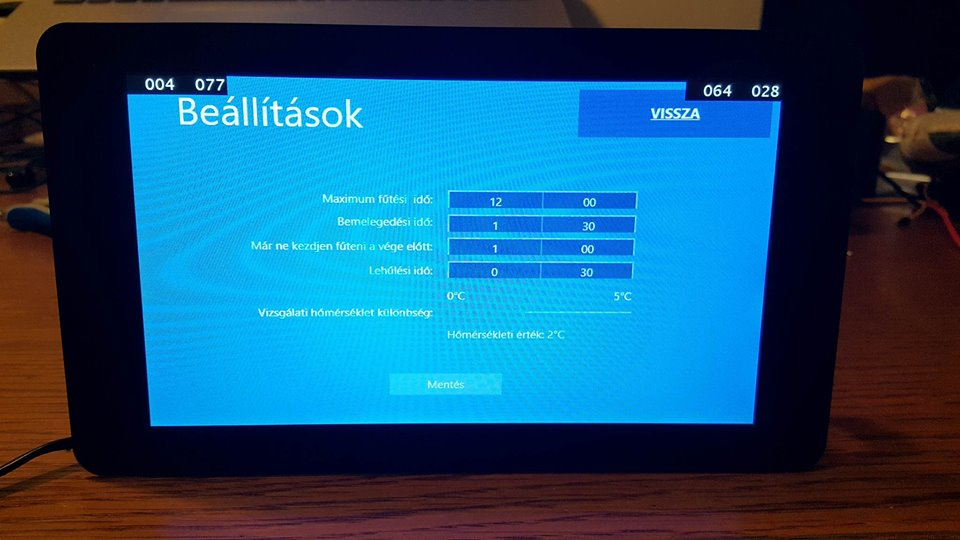 004 077
064 028
Beállítások
VISSZA
Maximum fűtési idő: 12 00
Bemelegedési idő: 1 30
Már ne kezdjen fűteni a vége előtt: 1 00
Lehűlési idő: 0 30
0°C 5°C
Vizsgálati hőmérséklet különbség:
Hőmérsékleti érték: 2°C
Mentés